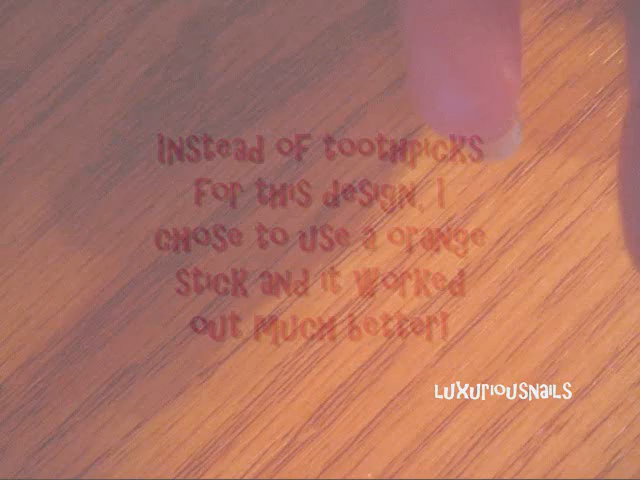 Instead of toothpicks
for this design, I
chose to use a orange
stick and it worked
out much better!
LUXURIOUSNAILS